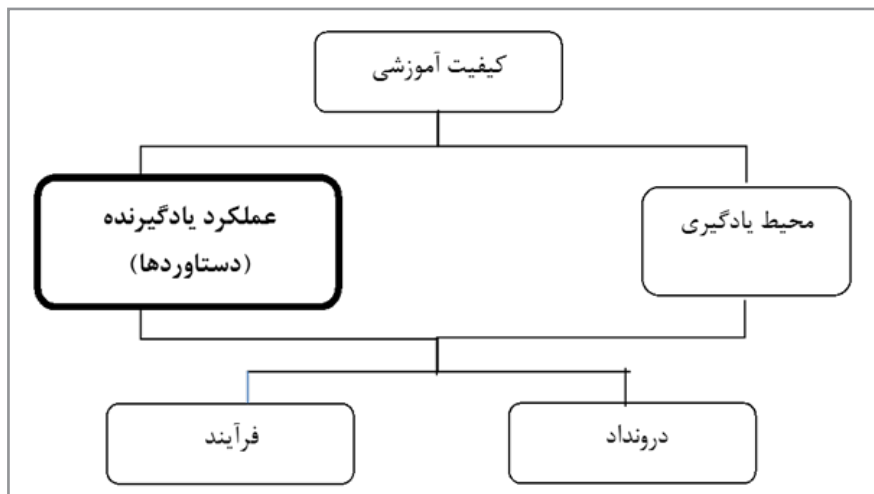 کیفیت آموزشی
محیط یادگیری
عملکرد یادگیرنده
(دستاوردها)
درونداد
فرآیند